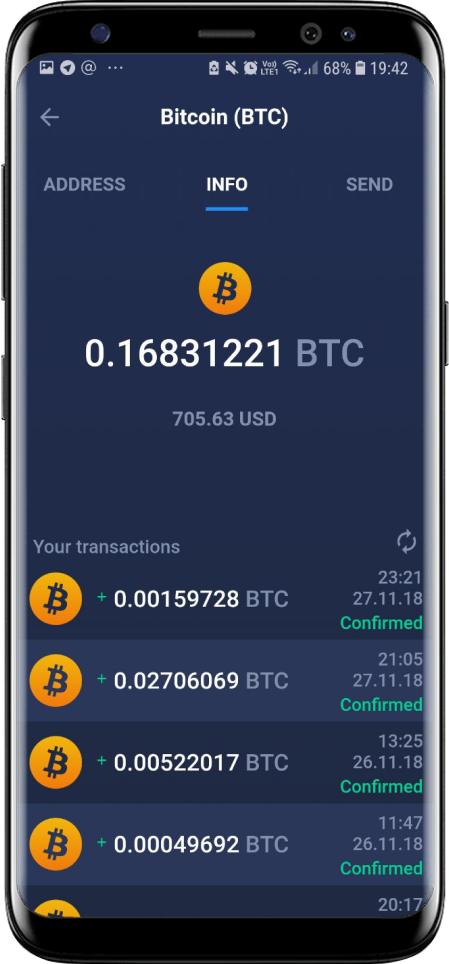 @ ... Vo)) LTE1 68% 19:42
Bitcoin (BTC)
ADDRESS INFO SEND
0.16831221 BTC
705.63 USD
Your transactions
23:21
+ 0.00159728 BTC 27.11.18
Confirmed
21:05
+ 0.02706069 BTC 27.11.18
Confirmed
13:25
+ 0.00522017 BTC 26.11.18
Confirmed
11:47
+ 0.00049692 BTC 26.11.18
Confirmed
20:17